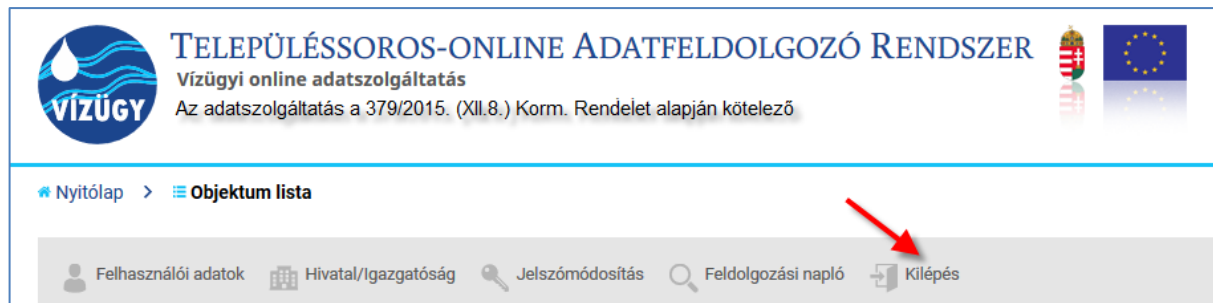 TELEPÜLÉSSOROS-ONLINE ADATFELDOLGOZÓ RENDSZER
Vízügyi online adatszolgáltatás
Az adatszolgáltatás a 379/2015. (XII.8.) Korm. Rendelet alapján kötelező
VÍZÜGY
Nyitólap > Objektum lista
Felhasználói adatok Hivatal/Igazgatóság Jelszómódosítás Feldolgozási napló Kilépés